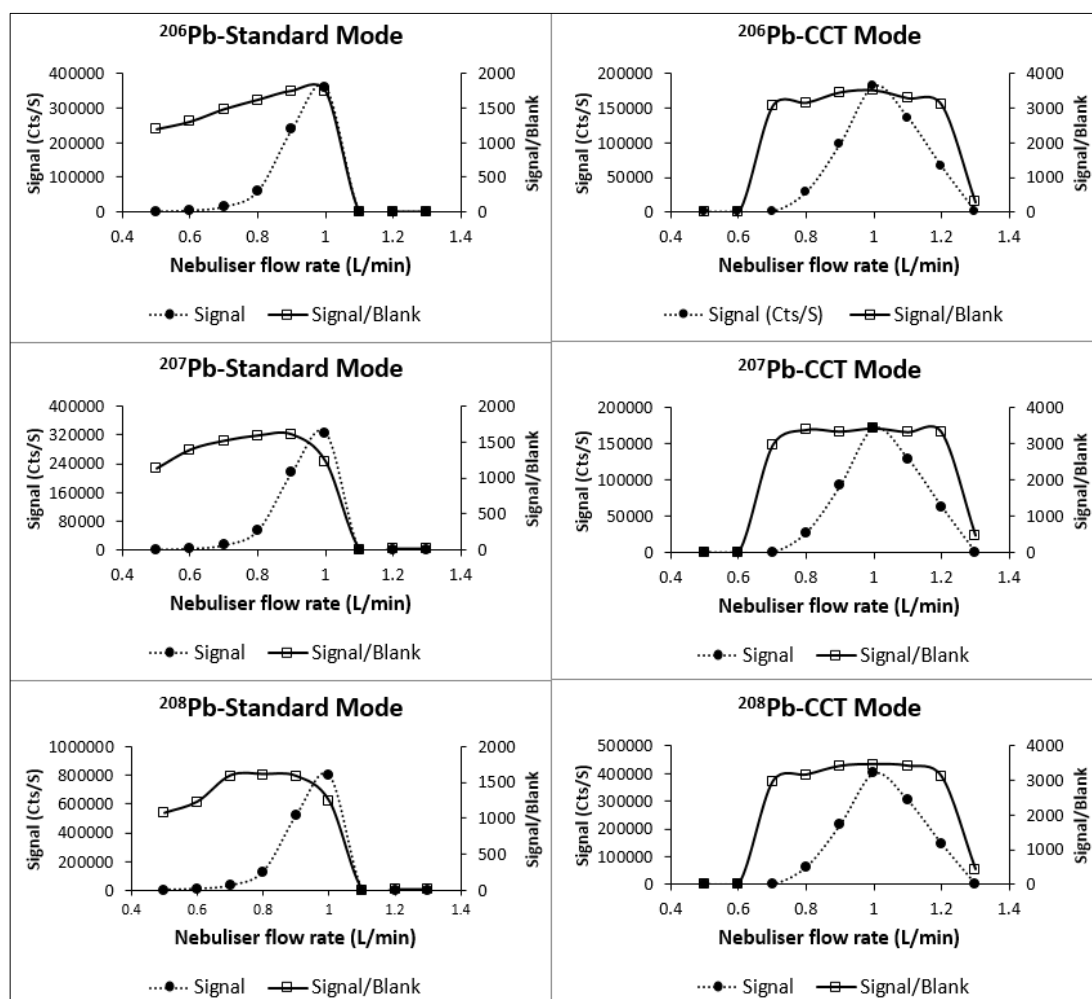 ²⁰⁶Pb-Standard Mode
400000
300000
200000
100000
0
Signal (Cts/S)
2000
1500
1000
500
0
Signal/Blank
0.4 0.6 0.8 1 1.2 1.4
Nebuliser flow rate (L/min)
Signal Signal/Blank
²⁰⁶Pb-CCT Mode
200000
150000
100000
50000
0
Signal (Cts/S)
4000
3000
2000
1000
0
Signal/Blank
0.4 0.6 0.8 1 1.2 1.4
Nebuliser flow rate (L/min)
Signal (Cts/S) Signal/Blank
²⁰⁷Pb-Standard Mode
400000
320000
240000
160000
80000
0
Signal (Cts/S)
2000
1500
1000
500
0
Signal/Blank
0.4 0.6 0.8 1 1.2 1.4
Nebuliser flow rate (L/min)
Signal Signal/Blank
²⁰⁷Pb-CCT Mode
200000
150000
100000
50000
0
Signal (Cts/S)
4000
3000
2000
1000
0
Signal/Blank
0.4 0.6 0.8 1 1.2 1.4
Nebuliser flow rate (L/min)
Signal Signal/Blank
²⁰⁸Pb-Standard Mode
1000000
800000
600000
400000
200000
0
Signal (Cts/S)
2000
1500
1000
500
0
Signal/Blank
0.4 0.6 0.8 1 1.2 1.4
Nebuliser flow rate (L/min)
Signal Signal/Blank
²⁰⁸Pb-CCT Mode
500000
400000
300000
200000
100000
0
Signal (Cts/S)
4000
3000
2000
1000
0
Signal/Blank
0.4 0.6 0.8 1 1.2 1.4
Nebuliser flow rate (L/min)
Signal Signal/Blank